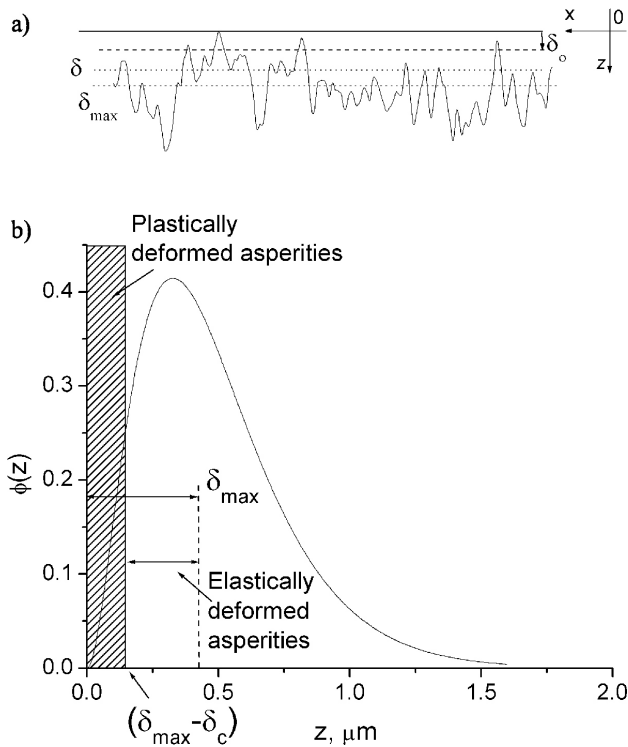 a)
x
0
δ°
δ
z
δmax
b)
Plastically
deformed asperities
0.4
0.3
0.2
0.1
0.0
ϕ(z)
δmax
Elastically
deformed
asperities
0.0
0.5
1.0
1.5
2.0
(δmax-δc)
z, μm